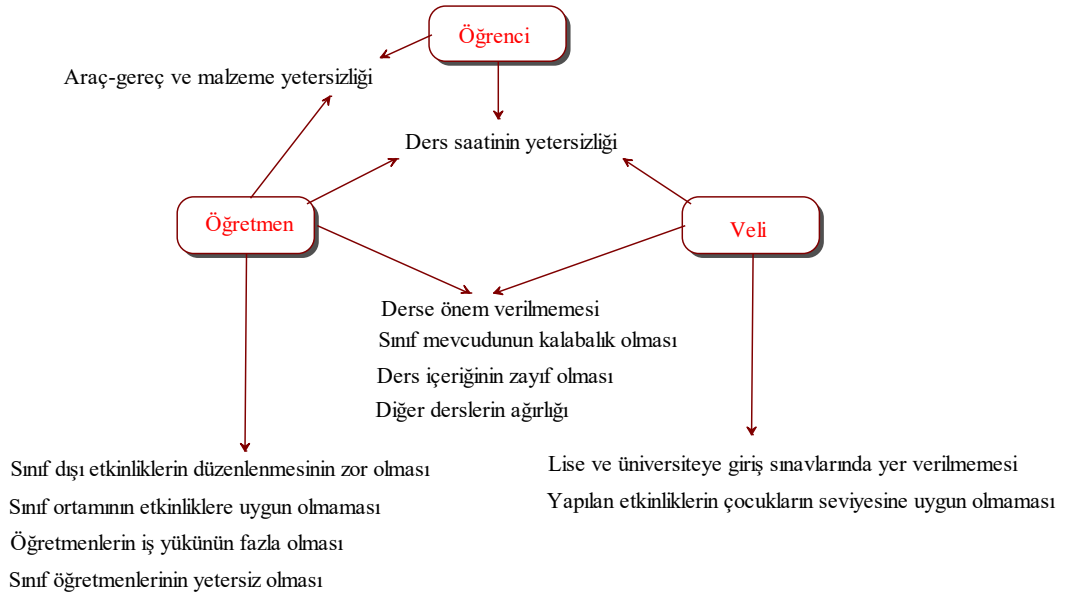 Öğrenci
Araç-gereç ve malzeme yetersizliği
Ders saatinin yetersizliği
Öğretmen
Veli
Derse önem verilmemesi
Sınıf mevcudunun kalabalık olması
Ders içeriğinin zayıf olması
Diğer derslerin ağırlığı
Sınıf dışı etkinliklerin düzenlenmesinin zor olması
Sınıf ortamının etkinliklere uygun olmaması
Öğretmenlerin iş yükünün fazla olması
Sınıf öğretmenlerinin yetersiz olması
Lise ve üniversiteye giriş sınavlarında yer verilmemesi
Yapılan etkinliklerin çocukların seviyesine uygun olmaması